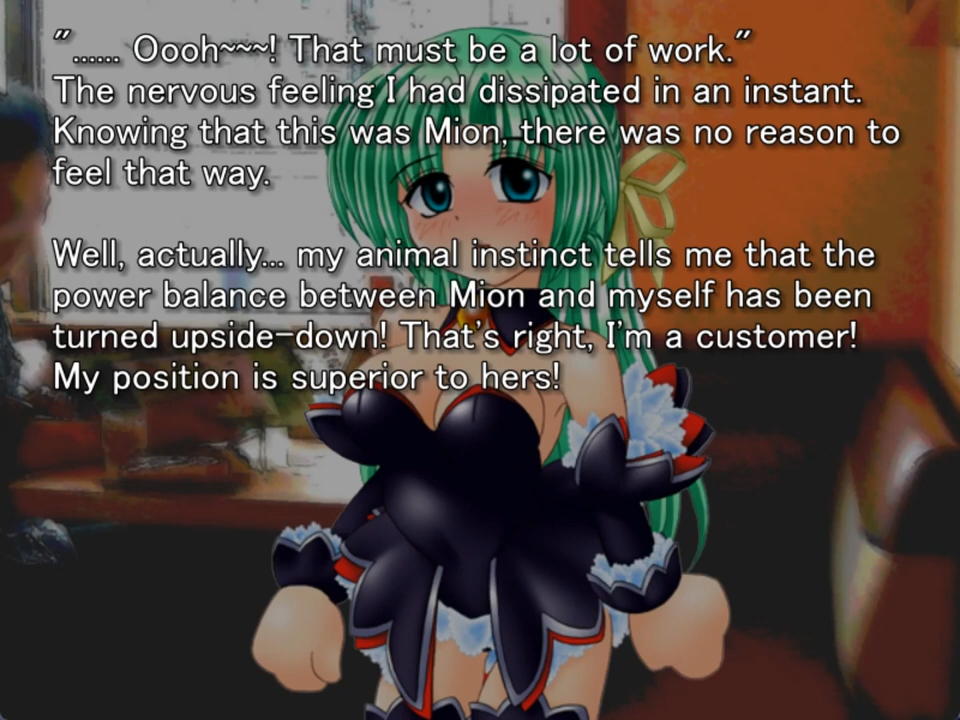 "...... Oooh~~~! That must be a lot of work."
The nervous feeling I had dissipated in an instant.
Knowing that this was Mion, there was no reason to
feel that way.
Well, actually... my animal instinct tells me that the
power balance between Mion and myself has been
turned upside-down! That's right, I'm a customer!
My position is superior to hers!